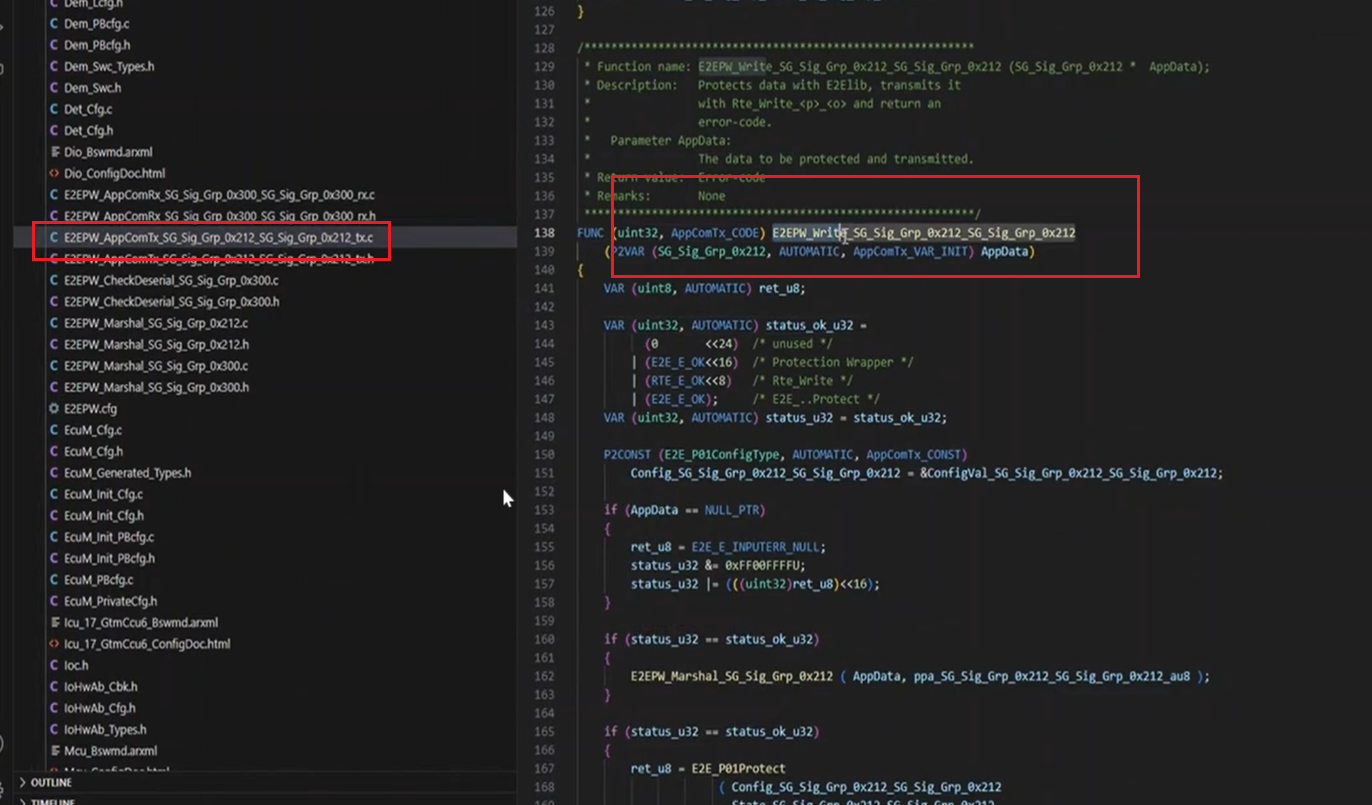 Dem_Lcfg.h
Dem_PBcfg.c
Dem_PBcfg.h
Dem_Swc_Types.h
Dem_Swc.h
Det_Cfg.c
Det_Cfg.h
Dio_Bswmd.arxml
Dio_ConfigDoc.html
E2EPW_AppComRx_SG_Sig_Grp_0x300_SG_Sig_Grp_0x300_rx.c
E2EPW_AppComRx_SG_Sig_Grp_0x300_SG_Sig_Grp_0x300_rx.h
E2EPW_AppComTx_SG_Sig_Grp_0x212_SG_Sig_Grp_0x212_tx.c
E2EPW_AppComTx_SG_Sig_Grp_0x212_SG_Sig_Grp_0x212_tx.h
E2EPW_CheckDeserial_SG_Sig_Grp_0x300.c
E2EPW_CheckDeserial_SG_Sig_Grp_0x300.h
E2EPW_Marshal_SG_Sig_Grp_0x212.c
E2EPW_Marshal_SG_Sig_Grp_0x212.h
E2EPW_Marshal_SG_Sig_Grp_0x300.c
E2EPW_Marshal_SG_Sig_Grp_0x300.h
E2EPW.cfg
EcuM_Cfg.c
EcuM_Cfg.h
EcuM_Generated_Types.h
EcuM_Init_Cfg.c
EcuM_Init_Cfg.h
EcuM_Init_PBcfg.c
EcuM_Init_PBcfg.h
EcuM_PBcfg.c
EcuM_PrivateCfg.h
Icu_17_GtmCcu6_Bswmd.arxml
Icu_17_GtmCcu6_ConfigDoc.html
Ioc.h
IoHwAb_Cbk.h
IoHwAb_Cfg.h
IoHwAb_Types.h
Mcu_Bswmd.arxml
OUTLINE
TIMELINE
126 }
127
128 /**********************************************************
129 * Function name: E2EPW_Write_SG_Sig_Grp_0x212_SG_Sig_Grp_0x212 (SG_Sig_Grp_0x212 * AppData);
130 * Description: Protects data with E2Elib, transmits it
131 * with Rte_Write_<p>_<o> and return an
132 * error-code.
133 * Parameter AppData:
134 * The data to be protected and transmitted.
135 * Return value: Error-code
136 * Remarks: None
137 **********************************************************/
138 FUNC (uint32, AppComTx_CODE) E2EPW_Write_SG_Sig_Grp_0x212_SG_Sig_Grp_0x212
139 (P2VAR (SG_Sig_Grp_0x212, AUTOMATIC, AppComTx_VAR_INIT) AppData)
140 {
141 VAR (uint8, AUTOMATIC) ret_u8;
142
143 VAR (uint32, AUTOMATIC) status_ok_u32 =
144 (0 <<24) /* unused */
145 | (E2E_E_OK<<16) /* Protection Wrapper */
146 | (RTE_E_OK<<8) /* Rte_Write */
147 | (E2E_E_OK); /* E2E_..Protect */
148 VAR (uint32, AUTOMATIC) status_u32 = status_ok_u32;
149
150 P2CONST (E2E_P01ConfigType, AUTOMATIC, AppComTx_CONST)
151 Config_SG_Sig_Grp_0x212_SG_Sig_Grp_0x212 = &ConfigVal_SG_Sig_Grp_0x212_SG_Sig_Grp_0x212;
152
153 if (AppData == NULL_PTR)
154 {
155 ret_u8 = E2E_E_INPUTERR_NULL;
156 status_u32 &= 0xFF00FFFFU;
157 status_u32 |= (((uint32)ret_u8)<<16);
158 }
159
160 if (status_u32 == status_ok_u32)
161 {
162 E2EPW_Marshal_SG_Sig_Grp_0x212 ( AppData, ppa_SG_Sig_Grp_0x212_SG_Sig_Grp_0x212_au8 );
163 }
164
165 if (status_u32 == status_ok_u32)
166 {
167 ret_u8 = E2E_P01Protect
168 ( Config_SG_Sig_Grp_0x212_SG_Sig_Grp_0x212